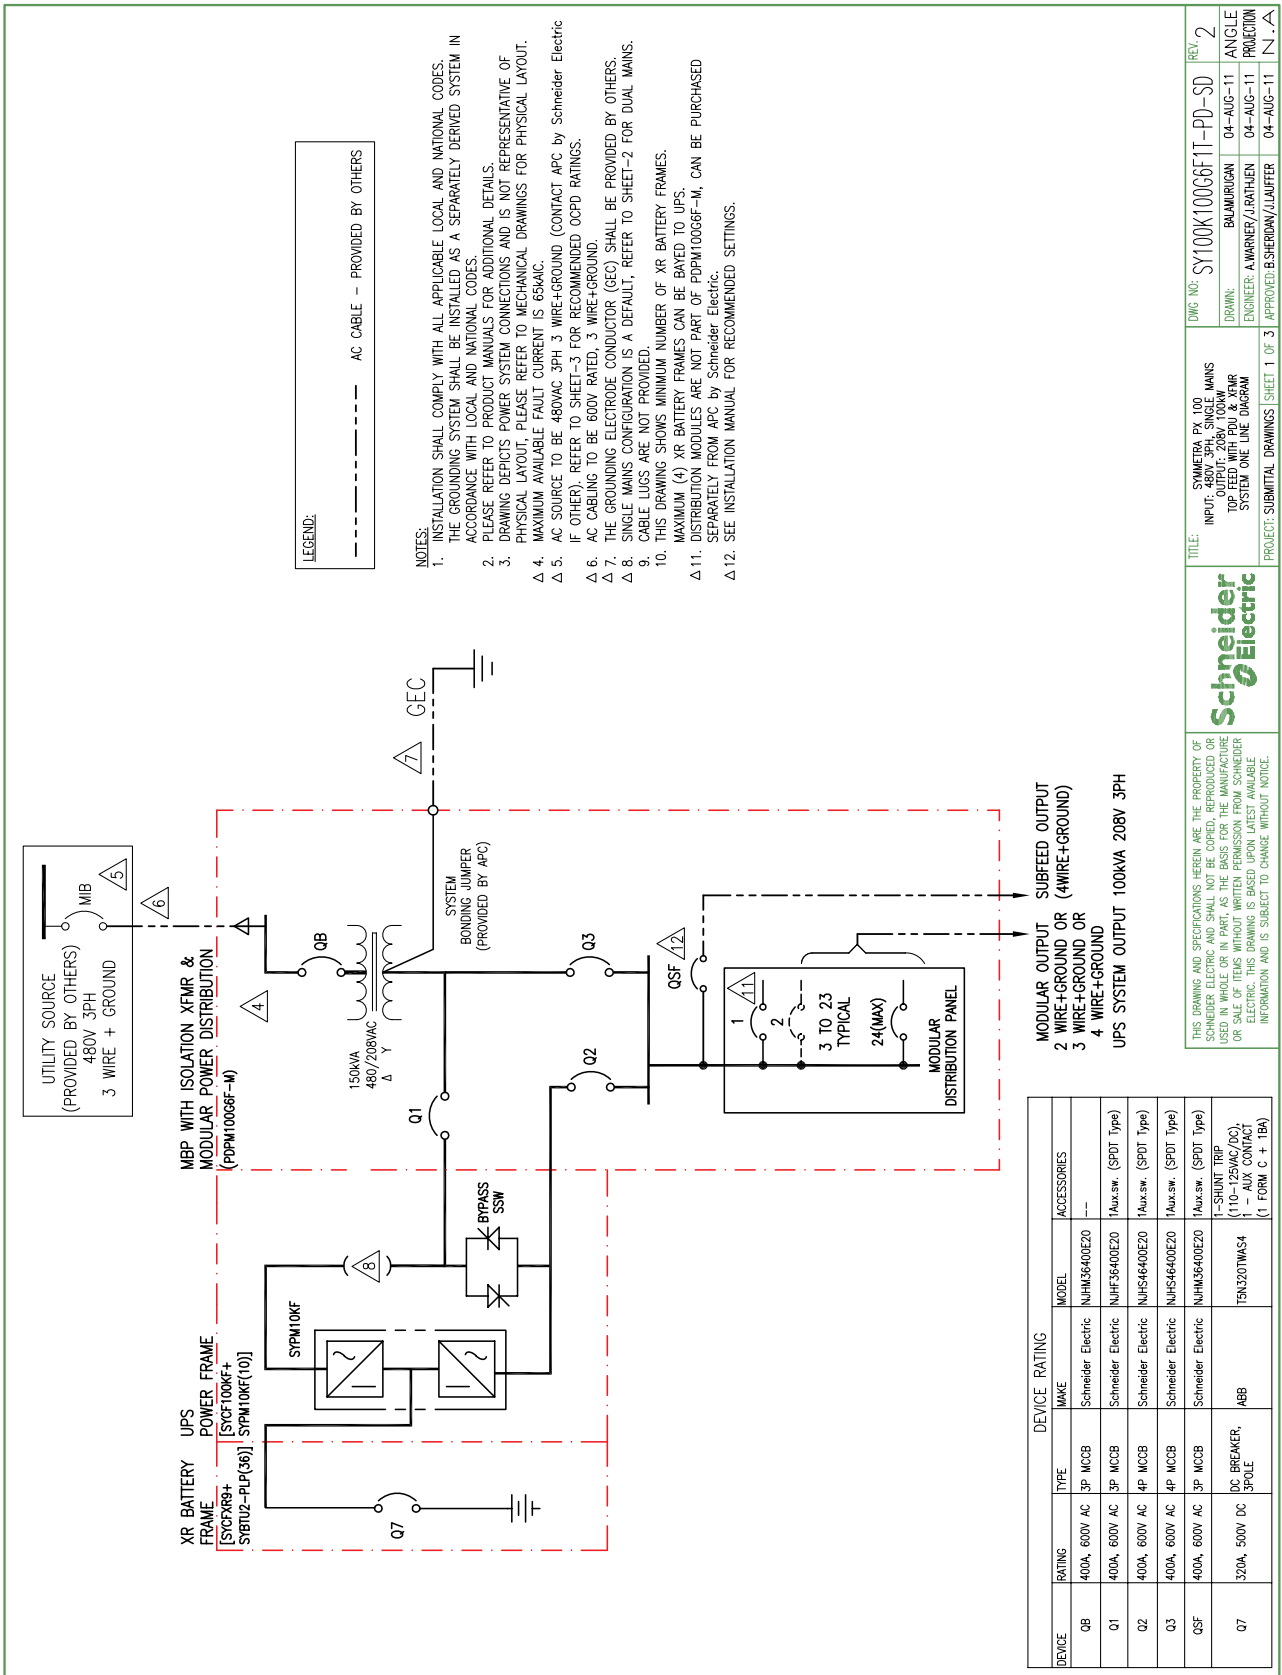 UTILITY SOURCE
(PROVIDED BY OTHERS)
480V 3PH
3 WIRE + GROUND
MIB
5
6
MBP WITH ISOLATION XFMR &
MODULAR POWER DISTRIBUTION
(PDPM100G6F-M)
4
QB
150kVA
480/208VAC
Δ Y
SYSTEM
BONDING JUMPER
(PROVIDED BY APC)
7
GEC
Q1
Q3
Q2
QSF
12
11
1
2
3 TO 23
TYPICAL
24(MAX)
MODULAR
DISTRIBUTION PANEL
UPS
POWER FRAME
[SYCF100KF+
SYPM10KF(10)]
SYPM10KF
8
BYPASS
SSW
XR BATTERY
FRAME
[SYCFXR9+
SYBTU2-PLP(36)]
Q7
MODULAR OUTPUT
2 WIRE+GROUND OR
3 WIRE+GROUND OR
4 WIRE+GROUND
SUBFEED OUTPUT
(4WIRE+GROUND)
UPS SYSTEM OUTPUT 100kVA 208V 3PH
LEGEND:
AC CABLE - PROVIDED BY OTHERS
NOTES:
1. INSTALLATION SHALL COMPLY WITH ALL APPLICABLE LOCAL AND NATIONAL CODES.
THE GROUNDING SYSTEM SHALL BE INSTALLED AS A SEPARATELY DERIVED SYSTEM IN
ACCORDANCE WITH LOCAL AND NATIONAL CODES.
2. PLEASE REFER TO PRODUCT MANUALS FOR ADDITIONAL DETAILS.
3. DRAWING DEPICTS POWER SYSTEM CONNECTIONS AND IS NOT REPRESENTATIVE OF
PHYSICAL LAYOUT, PLEASE REFER TO MECHANICAL DRAWINGS FOR PHYSICAL LAYOUT.
Δ 4. MAXIMUM AVAILABLE FAULT CURRENT IS 65kAIC.
Δ 5. AC SOURCE TO BE 480VAC 3PH 3 WIRE+GROUND (CONTACT APC by Schneider Electric
IF OTHER). REFER TO SHEET-3 FOR RECOMMENDED OCPD RATINGS.
Δ 6. AC CABLING TO BE 600V RATED, 3 WIRE+GROUND.
Δ 7. THE GROUNDING ELECTRODE CONDUCTOR (GEC) SHALL BE PROVIDED BY OTHERS.
Δ 8. SINGLE MAINS CONFIGURATION IS A DEFAULT, REFER TO SHEET-2 FOR DUAL MAINS.
9. CABLE LUGS ARE NOT PROVIDED.
10. THIS DRAWING SHOWS MINIMUM NUMBER OF XR BATTERY FRAMES.
MAXIMUM (4) XR BATTERY FRAMES CAN BE BAYED TO UPS.
Δ 11. DISTRIBUTION MODULES ARE NOT PART OF PDPM100G6F-M, CAN BE PURCHASED
SEPARATELY FROM APC by Schneider Electric.
Δ 12. SEE INSTALLATION MANUAL FOR RECOMMENDED SETTINGS.
DEVICE RATING
DEVICE RATING TYPE MAKE MODEL ACCESSORIES
QB 400A, 600V AC 3P MCCB Schneider Electric NJHM36400E20 --
Q1 400A, 600V AC 3P MCCB Schneider Electric NJHF36400E20 1Aux.sw. (SPDT Type)
Q2 400A, 600V AC 4P MCCB Schneider Electric NJHS46400E20 1Aux.sw. (SPDT Type)
Q3 400A, 600V AC 4P MCCB Schneider Electric NJHS46400E20 1Aux.sw. (SPDT Type)
QSF 400A, 600V AC 3P MCCB Schneider Electric NJHM36400E20 1Aux.sw. (SPDT Type)
Q7 320A, 500V DC DC BREAKER, 3POLE ABB T5N320TWAS4 1-SHUNT TRIP
(110-125VAC/DC),
1 - AUX CONTACT
(1 FORM C + 1BA)
THIS DRAWING AND SPECIFICATIONS HEREIN ARE THE PROPERTY OF
SCHNEIDER ELECTRIC AND SHALL NOT BE COPIED, REPRODUCED OR
USED IN WHOLE OR IN PART, AS THE BASIS FOR THE MANUFACTURE
OR SALE OF ITEMS WITHOUT WRITTEN PERMISSION FROM SCHNEIDER
ELECTRIC. THIS DRAWING IS BASED UPON LATEST AVAILABLE
INFORMATION AND IS SUBJECT TO CHANGE WITHOUT NOTICE.
Schneider
Electric
TITLE: SYMMETRA PX 100
INPUT: 480V 3PH, SINGLE MAINS
OUTPUT: 208V 100kW
TOP FEED WITH PDU & XFMR
SYSTEM ONE LINE DIAGRAM
PROJECT: SUBMITTAL DRAWINGS SHEET 1 OF 3
DWG NO: SY100K100G6F1T-PD-SD REV: 2
DRAWN: BALAMURUGAN 04-AUG-11
ENGINEER: A.WARNER/J.RATHJEN 04-AUG-11
APPROVED: B.SHERIDAN/J.LAUFFER 04-AUG-11
ANGLE
PROJECTION
N.A